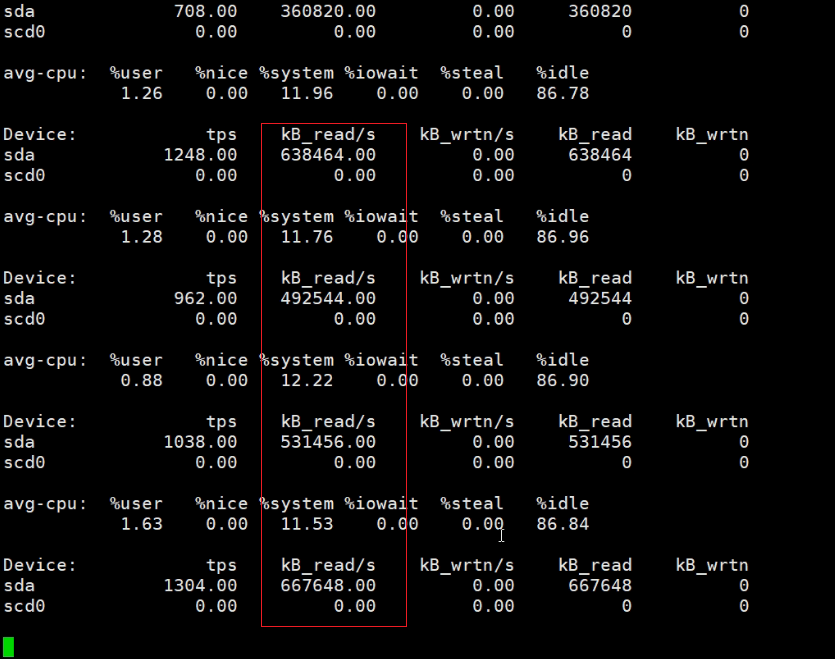 sda 708.00 360820.00 0.00 360820 0
scd0 0.00 0.00 0.00 0 0
avg-cpu: %user %nice %system %iowait %steal %idle
1.26 0.00 11.96 0.00 0.00 86.78
Device: tps kB_read/s kB_wrtn/s kB_read kB_wrtn
sda 1248.00 638464.00 0.00 638464 0
scd0 0.00 0.00 0.00 0 0
avg-cpu: %user %nice %system %iowait %steal %idle
1.28 0.00 11.76 0.00 0.00 86.96
Device: tps kB_read/s kB_wrtn/s kB_read kB_wrtn
sda 962.00 492544.00 0.00 492544 0
scd0 0.00 0.00 0.00 0 0
avg-cpu: %user %nice %system %iowait %steal %idle
0.88 0.00 12.22 0.00 0.00 86.90
Device: tps kB_read/s kB_wrtn/s kB_read kB_wrtn
sda 1038.00 531456.00 0.00 531456 0
scd0 0.00 0.00 0.00 0 0
avg-cpu: %user %nice %system %iowait %steal %idle
1.63 0.00 11.53 0.00 0.00 86.84
Device: tps kB_read/s kB_wrtn/s kB_read kB_wrtn
sda 1304.00 667648.00 0.00 667648 0
scd0 0.00 0.00 0.00 0 0